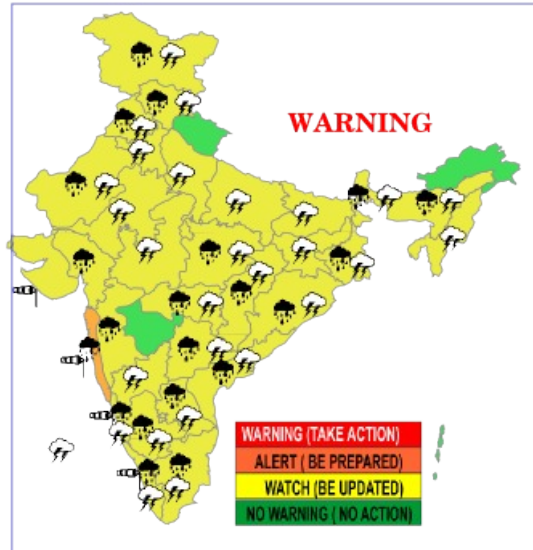 WARNING
WARNING (TAKE ACTION)
ALERT ( BE PREPARED)
WATCH (BE UPDATED)
NO WARNING ( NO ACTION)